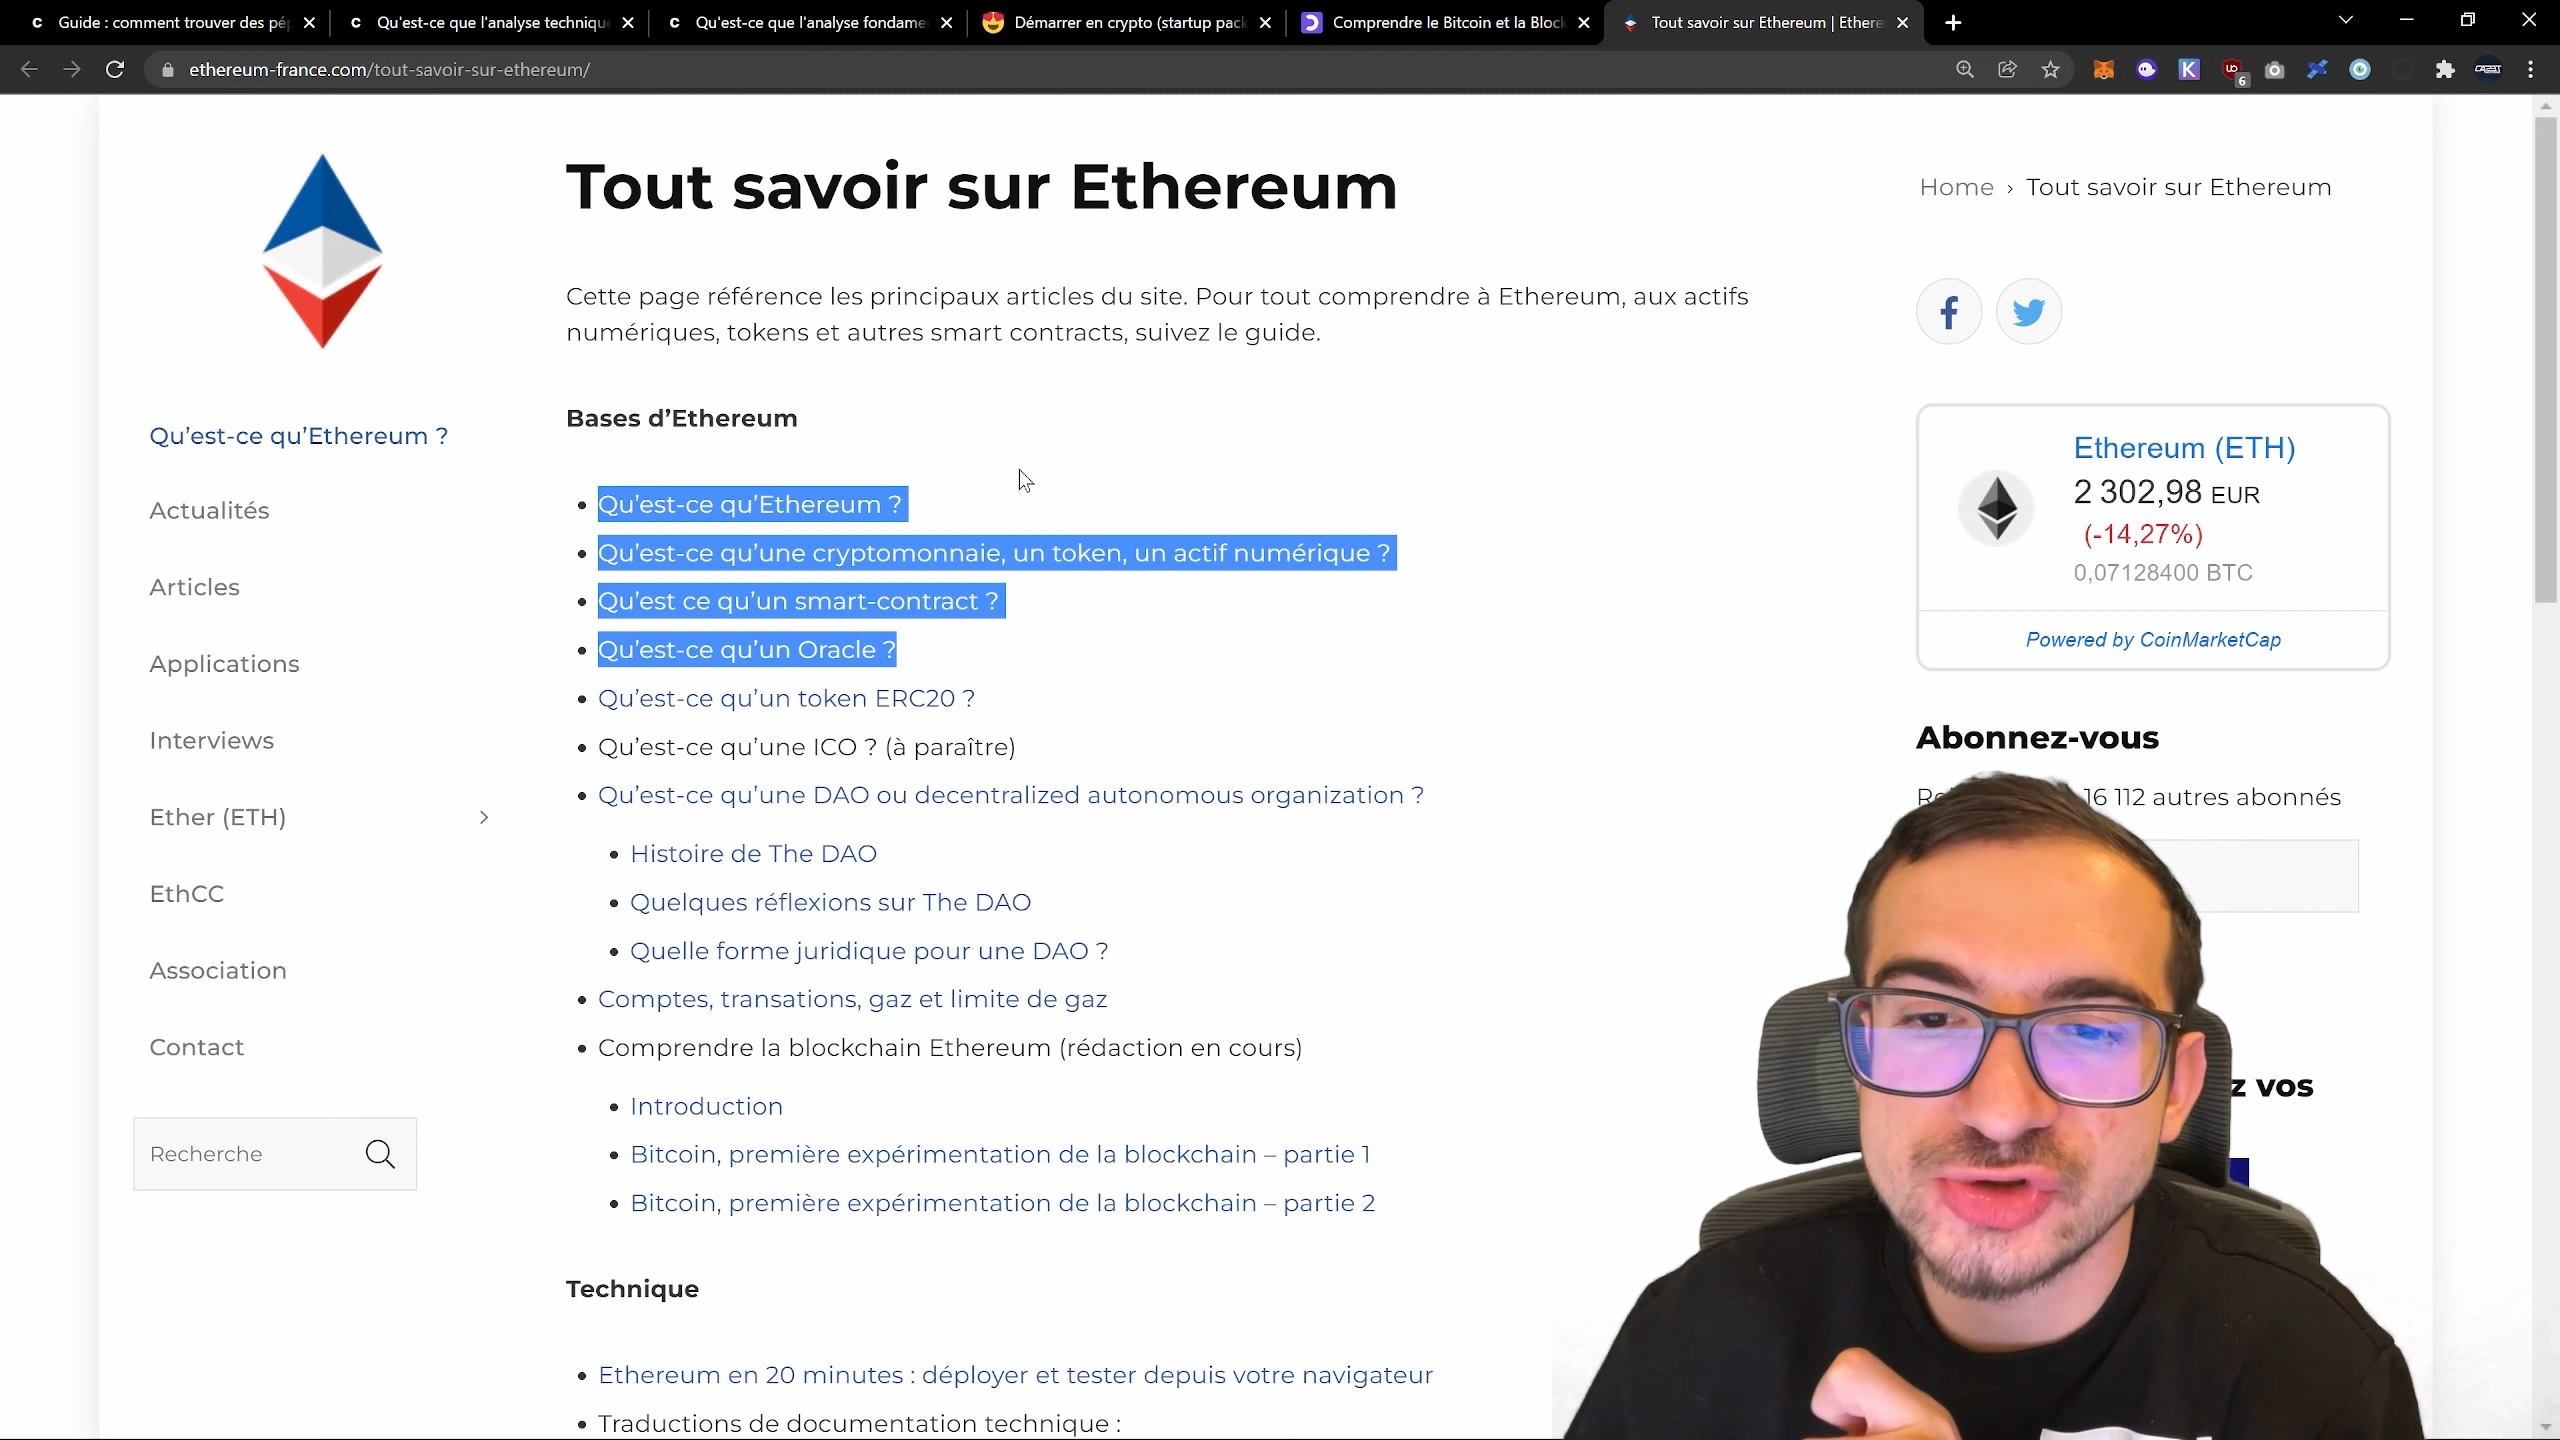 Guide : comment trouver des pép
Qu'est-ce que l'analyse technique
Qu'est-ce que l'analyse fondame
Démarrer en crypto (startup pack
Comprendre le Bitcoin et la Block
Tout savoir sur Ethereum | Ethere
ethereum-france.com/tout-savoir-sur-ethereum/
6
Tout savoir sur Ethereum
Home › Tout savoir sur Ethereum
Cette page référence les principaux articles du site. Pour tout comprendre à Ethereum, aux actifs
numériques, tokens et autres smart contracts, suivez le guide.
Qu'est-ce qu'Ethereum ?
Actualités
Articles
Applications
Interviews
Ether (ETH)
EthCC
Association
Contact
Recherche
Bases d'Ethereum
Qu'est-ce qu'Ethereum ?
Qu'est-ce qu'une cryptomonnaie, un token, un actif numérique ?
Qu'est ce qu'un smart-contract ?
Qu'est-ce qu'un Oracle ?
Qu'est-ce qu'un token ERC20 ?
Qu'est-ce qu'une ICO ? (à paraître)
Qu'est-ce qu'une DAO ou decentralized autonomous organization ?
Histoire de The DAO
Quelques réflexions sur The DAO
Quelle forme juridique pour une DAO ?
Comptes, transations, gaz et limite de gaz
Comprendre la blockchain Ethereum (rédaction en cours)
Introduction
Bitcoin, première expérimentation de la blockchain – partie 1
Bitcoin, première expérimentation de la blockchain – partie 2
Technique
Ethereum en 20 minutes : déployer et tester depuis votre navigateur
Traductions de documentation technique :
Ethereum (ETH)
2 302,98 EUR
(-14,27%)
0,07128400 BTC
Powered by CoinMarketCap
Abonnez-vous
16 112 autres abonnés
z vos